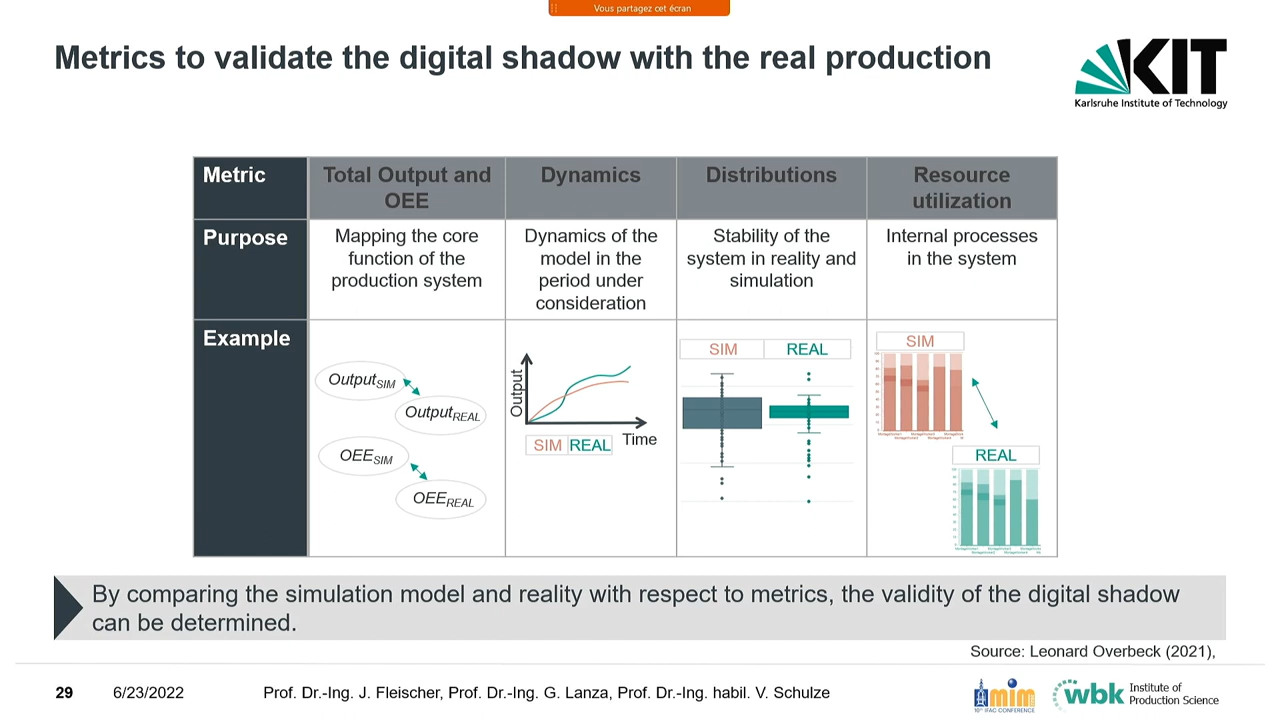 Vous partagez cet écran
Metrics to validate the digital shadow with the real production
KIT
Karlsruhe Institute of Technology
Metric
Total Output and
OEE
Dynamics
Distributions
Resource
utilization
Purpose
Mapping the core
function of the
production system
Dynamics of the
model in the
period under
consideration
Stability of the
system in reality and
simulation
Internal processes
in the system
Example
OutputSIM
OutputREAL
OEESIM
OEEREAL
Output
Time
SIM REAL
SIM REAL
SIM
REAL
By comparing the simulation model and reality with respect to metrics, the validity of the digital shadow
can be determined.
Source: Leonard Overbeck (2021),
29
6/23/2022
Prof. Dr.-Ing. J. Fleischer, Prof. Dr.-Ing. G. Lanza, Prof. Dr.-Ing. habil. V. Schulze
mim
10th IFAC CONFERENCE
wbk Institute of
Production Science